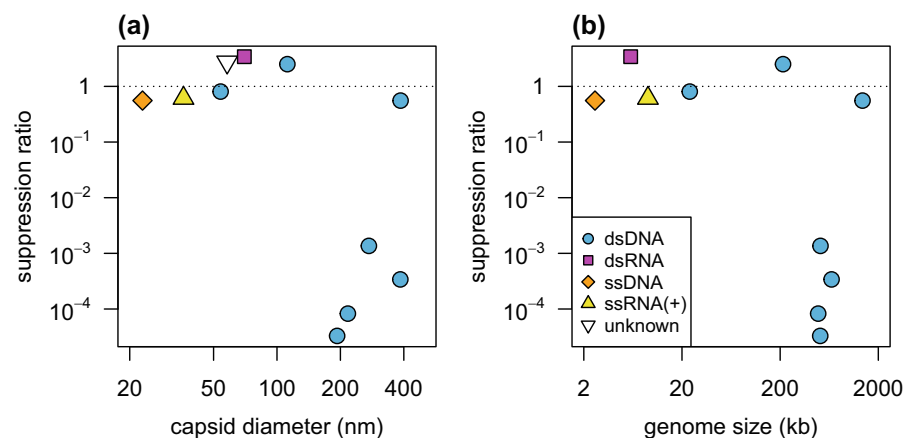 (a)
suppression ratio
1
10⁻¹
10⁻²
10⁻³
10⁻⁴
20 50 100 200 400
capsid diameter (nm)
(b)
suppression ratio
1
10⁻¹
10⁻²
10⁻³
10⁻⁴
dsDNA
dsRNA
ssDNA
ssRNA(+)
unknown
2 20 200 2000
genome size (kb)